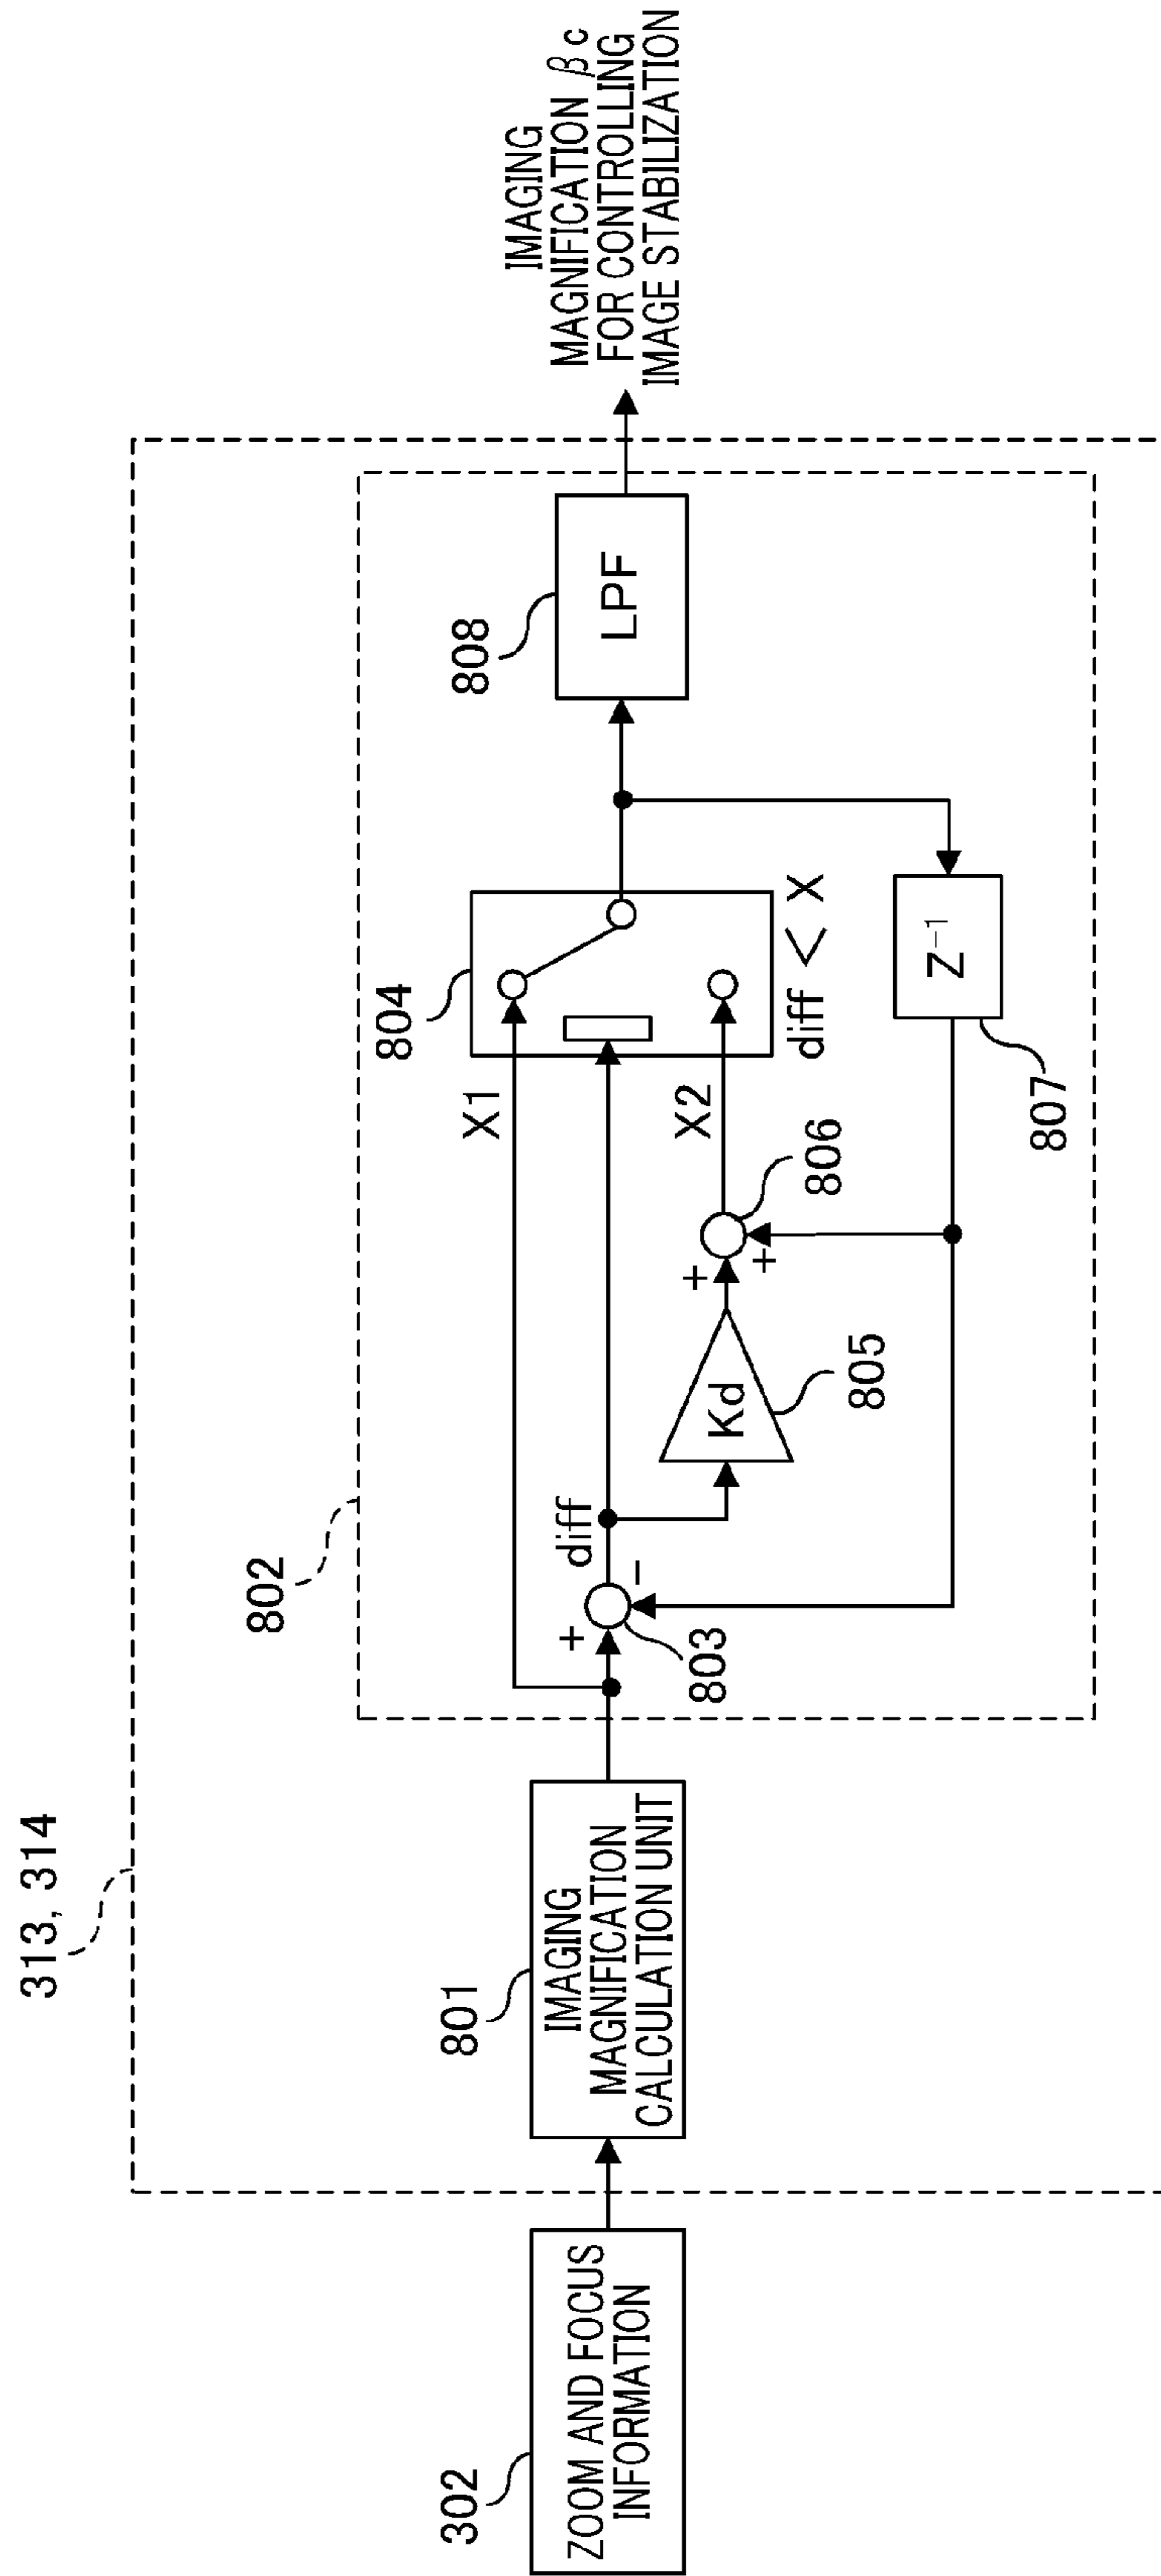 313, 314
302
ZOOM AND FOCUS
INFORMATION
801
IMAGING
MAGNIFICATION
CALCULATION UNIT
802
803
+
−
diff
Kd
805
+
+
806
X1
X2
804
diff < X
Z⁻¹
807
808
LPF
IMAGING
MAGNIFICATION βc
FOR CONTROLLING
IMAGE STABILIZATION